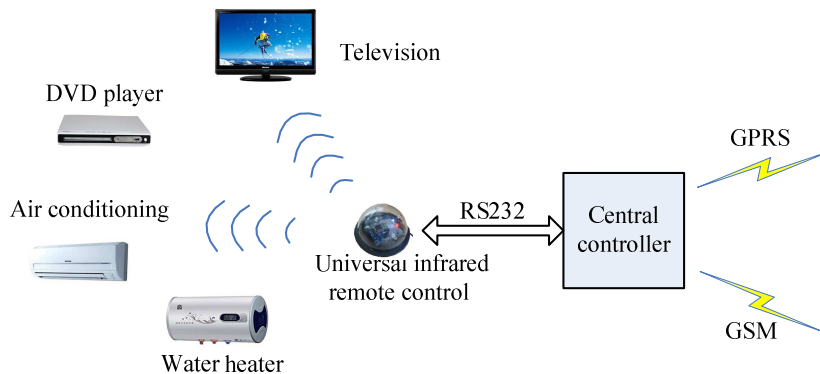 Television
DVD player
GPRS
Air conditioning
RS232
Central
controller
Universal infrared
remote control
GSM
Water heater